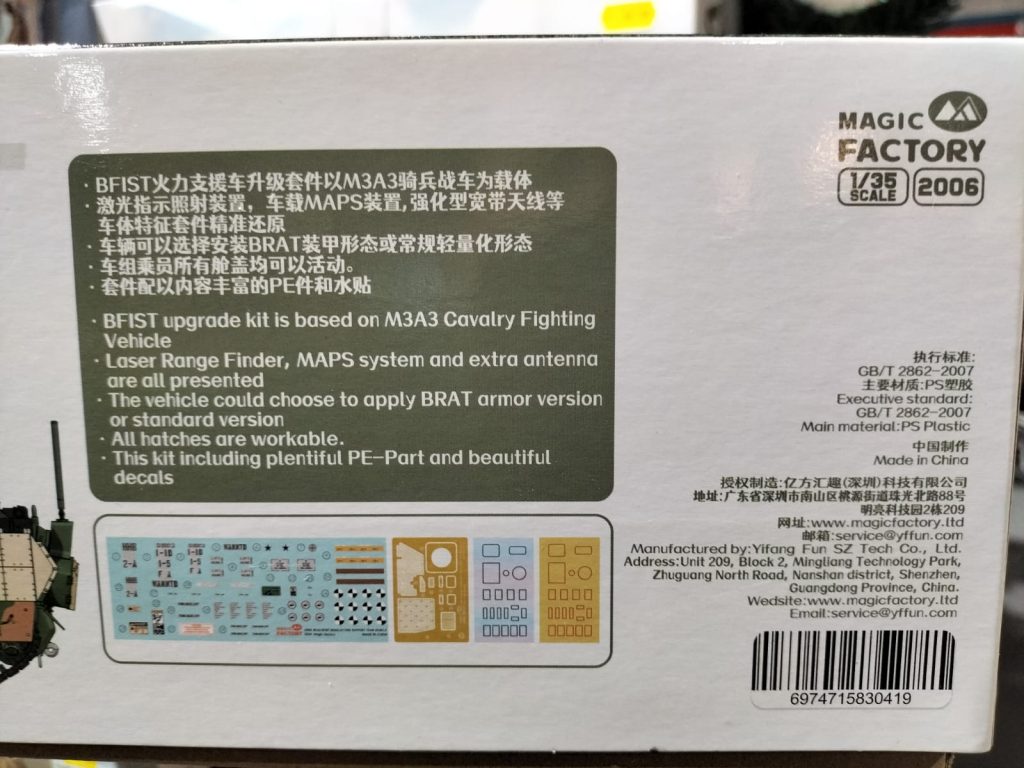 MAGIC
FACTORY
1/35
SCALE
2006
· BFIST火力支援车升级套件以M3A3骑兵战车为载体
· 激光指示照射装置，车载MAPS装置,强化型宽带天线等
车体特征套件精准还原
· 车辆可以选择安装BRAT装甲形态或常规轻量化形态
· 车组乘员所有舱盖均可以活动。
· 套件配以内容丰富的PE件和水贴
· BFIST upgrade kit is based on M3A3 Cavalry Fighting
Vehicle
· Laser Range Finder, MAPS system and extra antenna
are all presented
· The vehicle could choose to apply BRAT armor version
or standard version
· All hatches are workable.
· This kit including plentiful PE-Part and beautiful
decals
执行标准:
GB/T 2862-2007
主要材质:PS塑胶
Executive standard:
GB/T 2862-2007
Main material:PS Plastic
中国制作
Made in China
授权制造:亿方汇趣(深圳)科技有限公司
地址:广东省深圳市南山区桃源街道珠光北路88号
明亮科技园2栋209
网址:www.magicfactory.ltd
邮箱:service@yffun.com
Manufactured by:Yifang Fun SZ Tech Co., Ltd.
Address:Unit 209, Block 2, Mingliang Technology Park,
Zhuguang North Road, Nanshan district, Shenzhen,
Guangdong Province, China.
Wedsite:www.magicfactory.ltd
Email:service@yffun.com
6974715830419
MAGIC
FACTORY